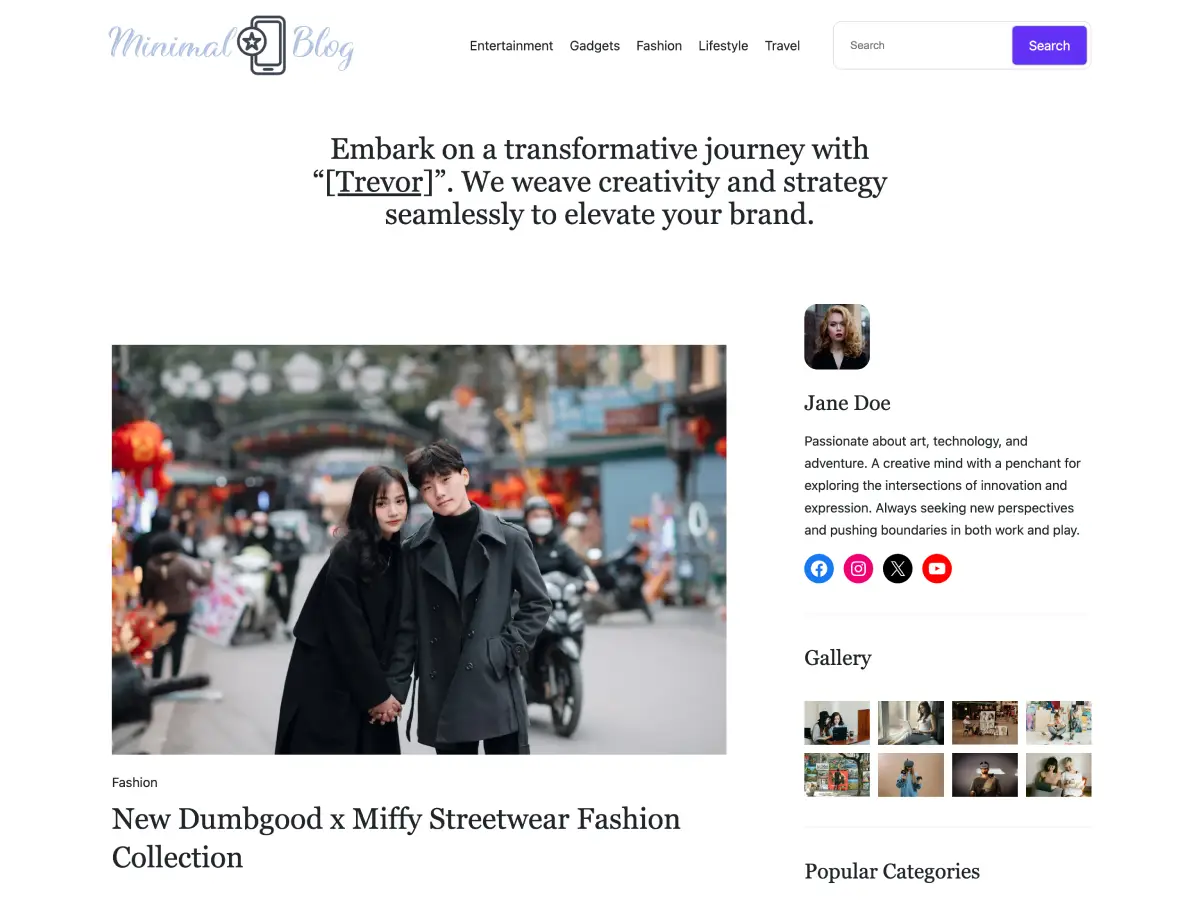 Minimal Blog
Entertainment Gadgets Fashion Lifestyle Travel
Search Search
Embark on a transformative journey with
“[Trevor]”. We weave creativity and strategy
seamlessly to elevate your brand.
Jane Doe
Passionate about art, technology, and
adventure. A creative mind with a penchant for
exploring the intersections of innovation and
expression. Always seeking new perspectives
and pushing boundaries in both work and play.
Gallery
Fashion
New Dumbgood x Miffy Streetwear Fashion
Collection
Popular Categories